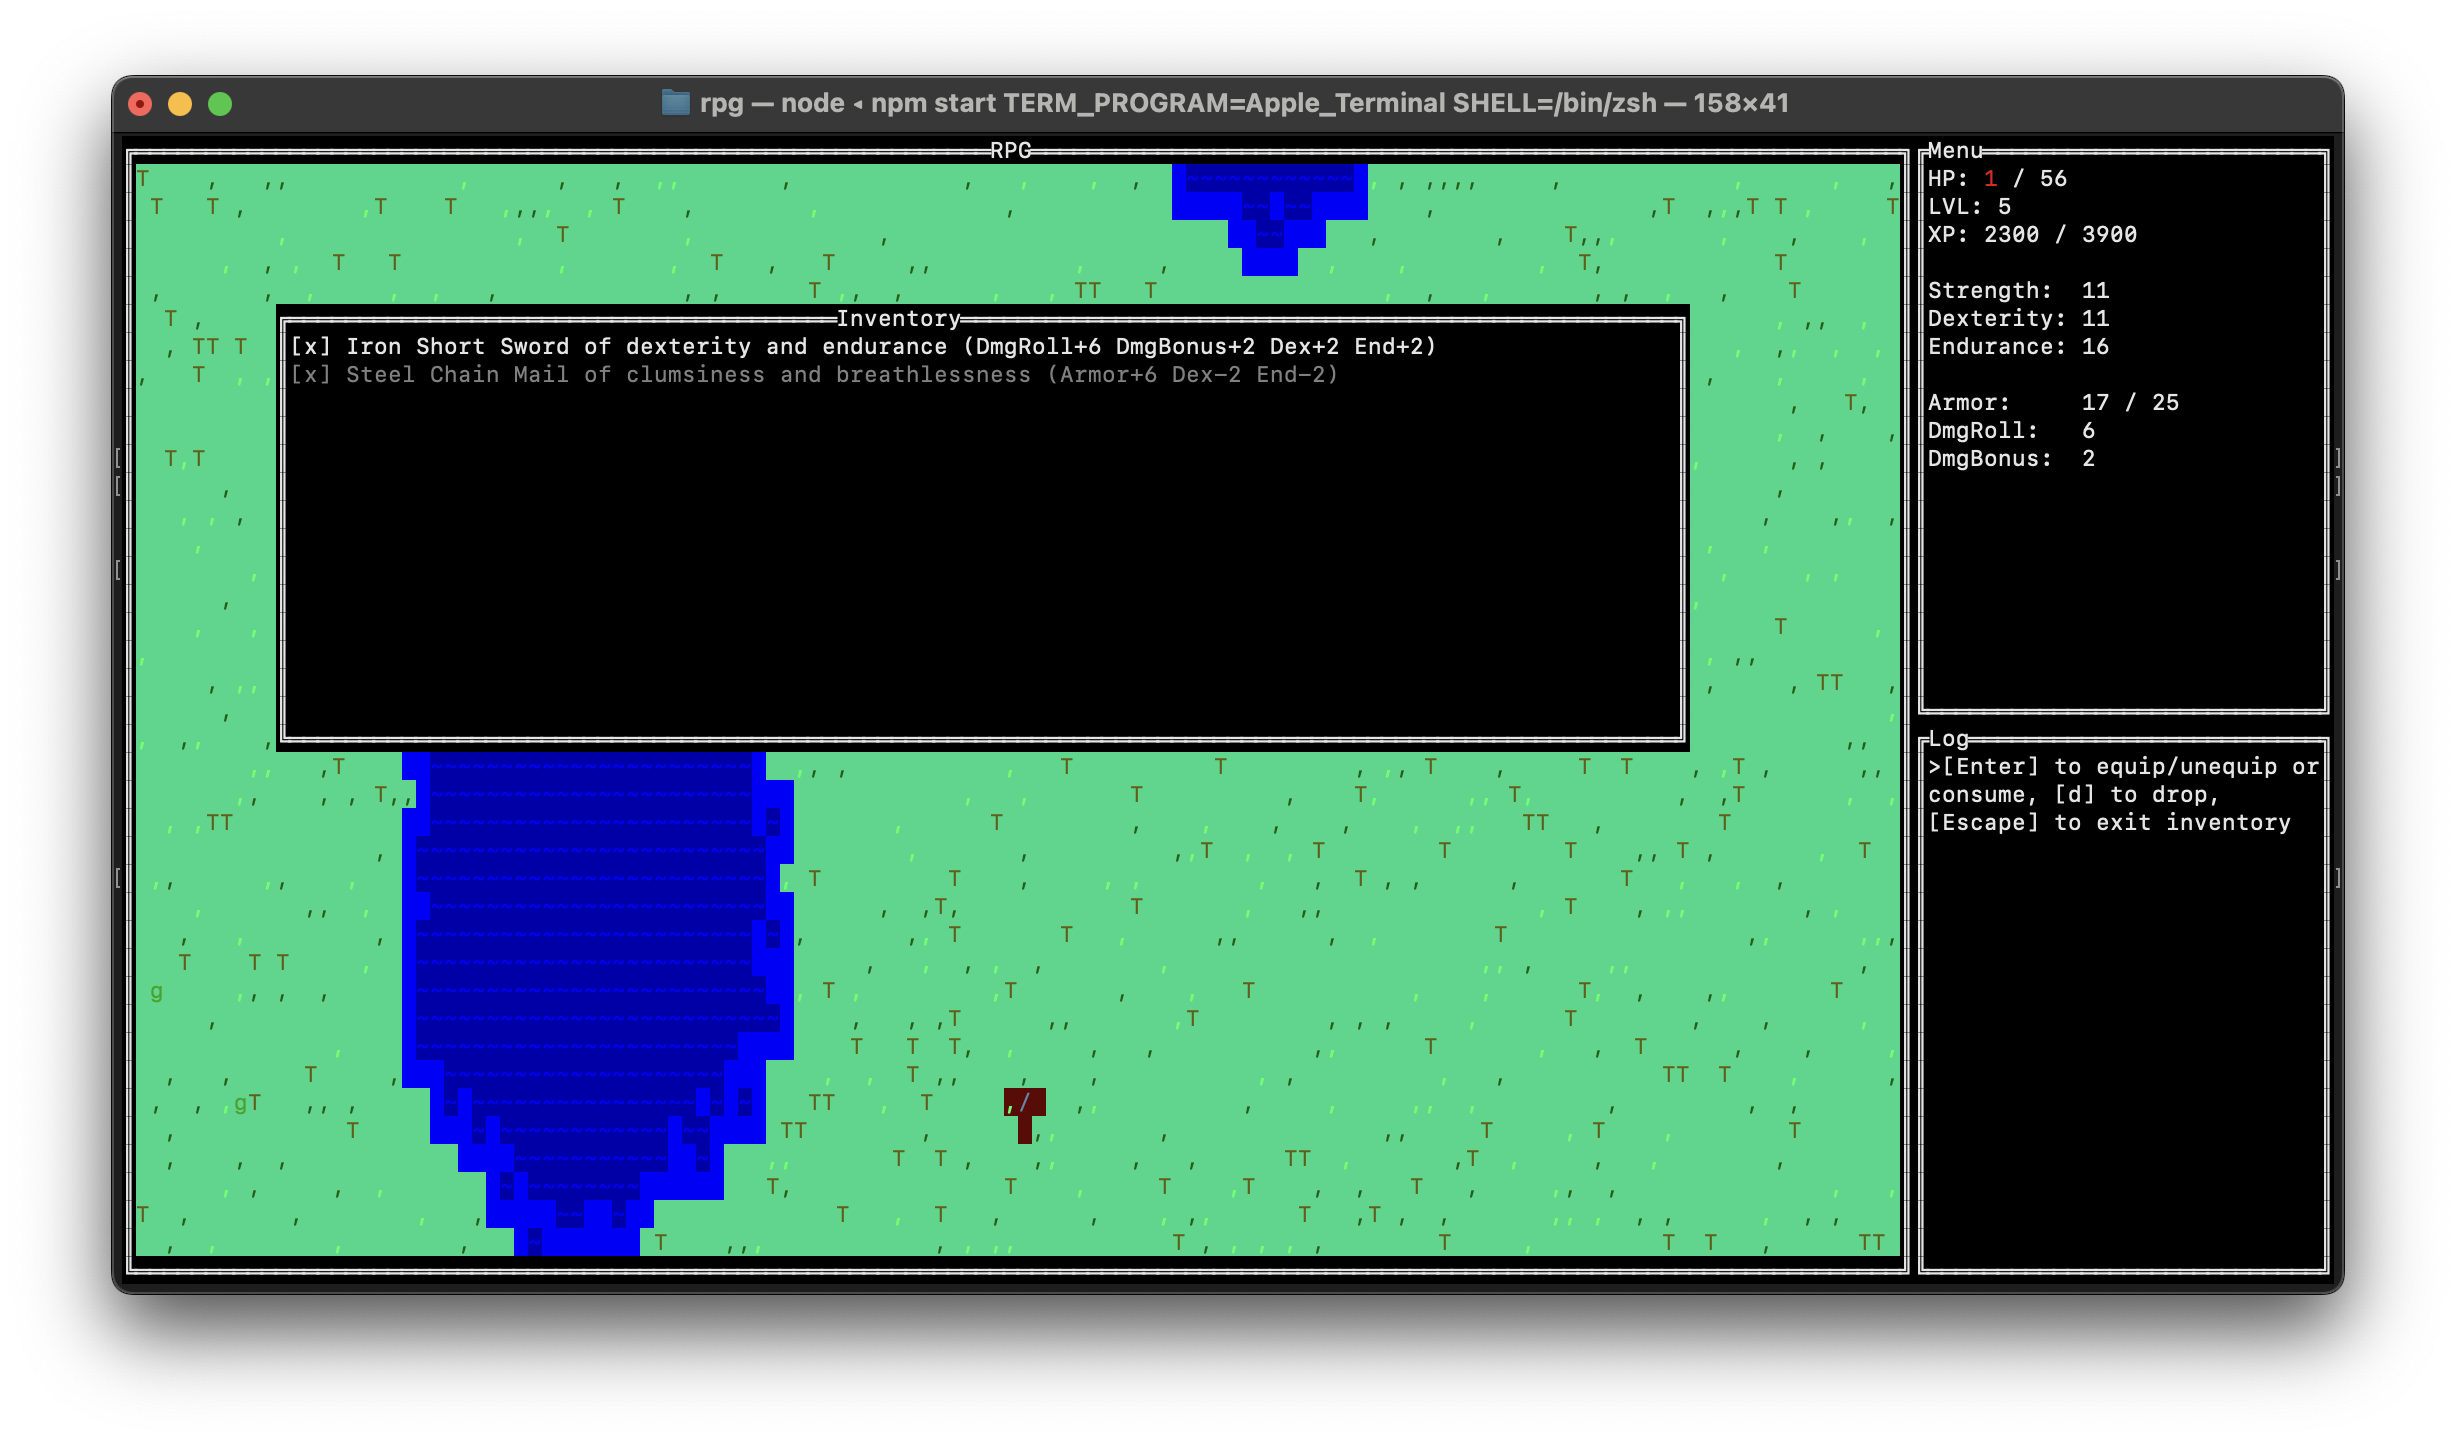 rpg — node ◂ npm start TERM_PROGRAM=Apple_Terminal SHELL=/bin/zsh — 158×41
RPG
Inventory
[x] Iron Short Sword of dexterity and endurance (DmgRoll+6 DmgBonus+2 Dex+2 End+2)
[x] Steel Chain Mail of clumsiness and breathlessness (Armor+6 Dex-2 End-2)
Menu
HP: 1 / 56
LVL: 5
XP: 2300 / 3900
Strength: 11
Dexterity: 11
Endurance: 16
Armor: 17 / 25
DmgRoll: 6
DmgBonus: 2
Log
>[Enter] to equip/unequip or
consume, [d] to drop,
[Escape] to exit inventory